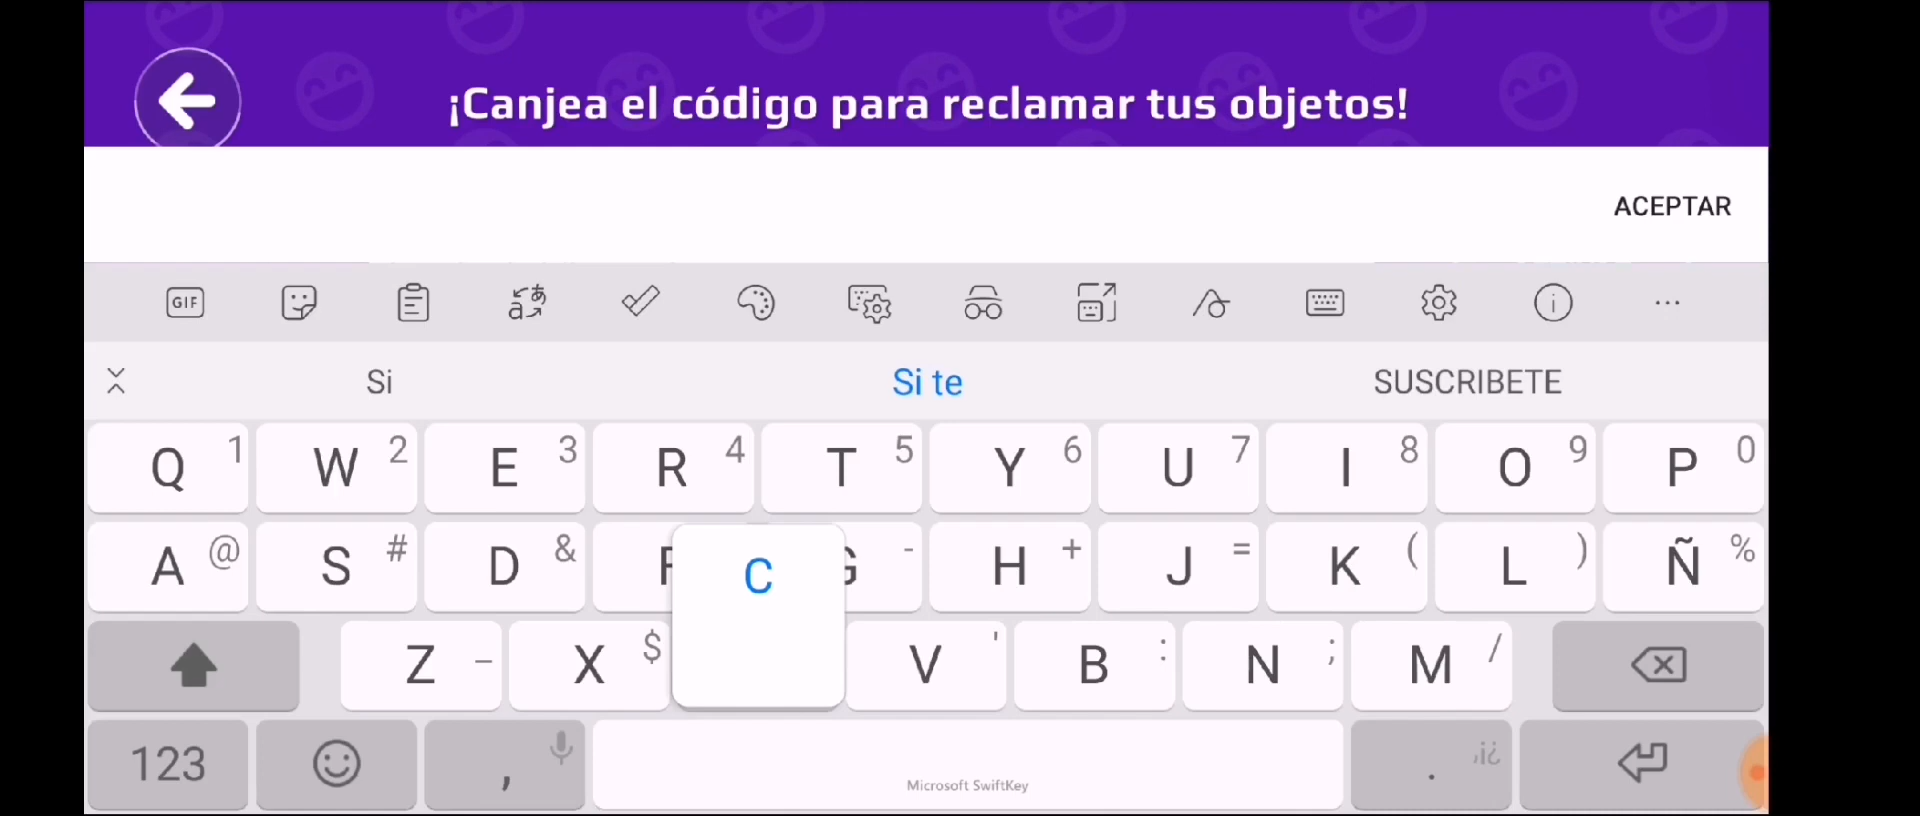 ¡Canjea el código para reclamar tus objetos!
ACEPTAR
GIF
Si Si te SUSCRIBETE
Q 1 W 2 E 3 R 4 T 5 Y 6 U 7 I 8 O 9 P 0
A @ S # D & F G - H + J = K ( L ) Ñ %
Z _ X $ C V ' B : N ; M /
123 , Microsoft SwiftKey . ,¡¿